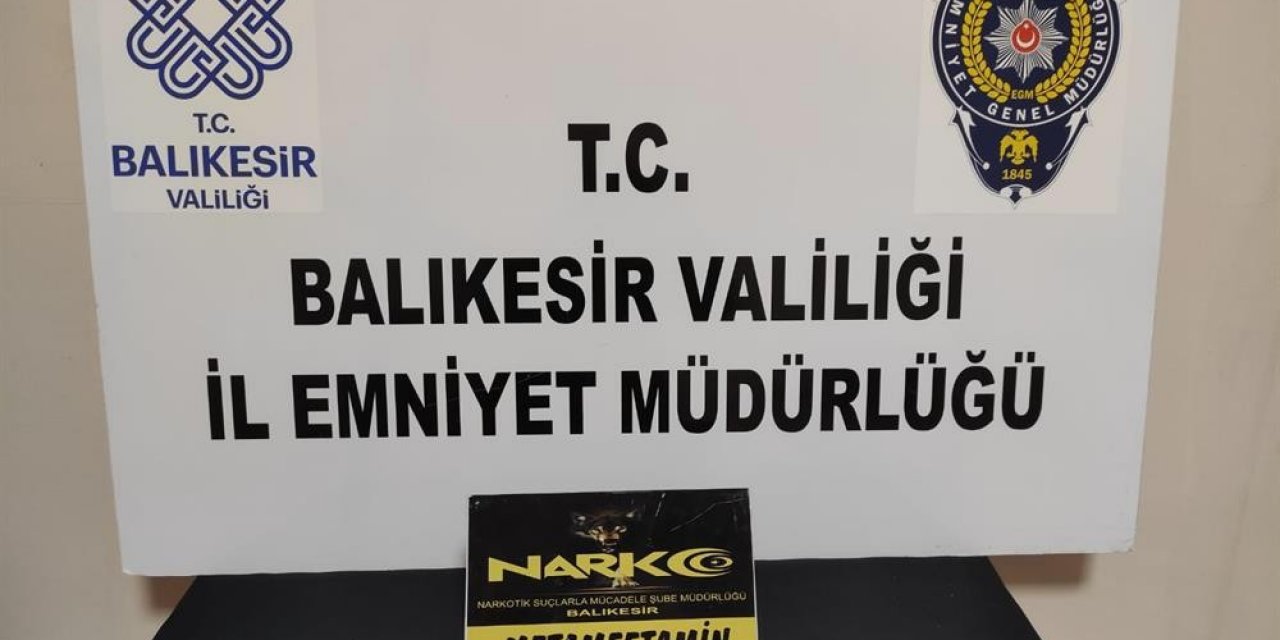 T.C.
BALIKESİR
VALİLİĞİ
EMNİYET GENEL MÜDÜRLÜĞÜ
EGM
1845
T.C.
BALIKESİR VALİLİĞİ
İL EMNİYET MÜDÜRLÜĞÜ
NARKO
NARKOTİK SUÇLARLA MÜCADELE ŞUBE MÜDÜRLÜĞÜ
BALIKESİR
METAMFETAMİN